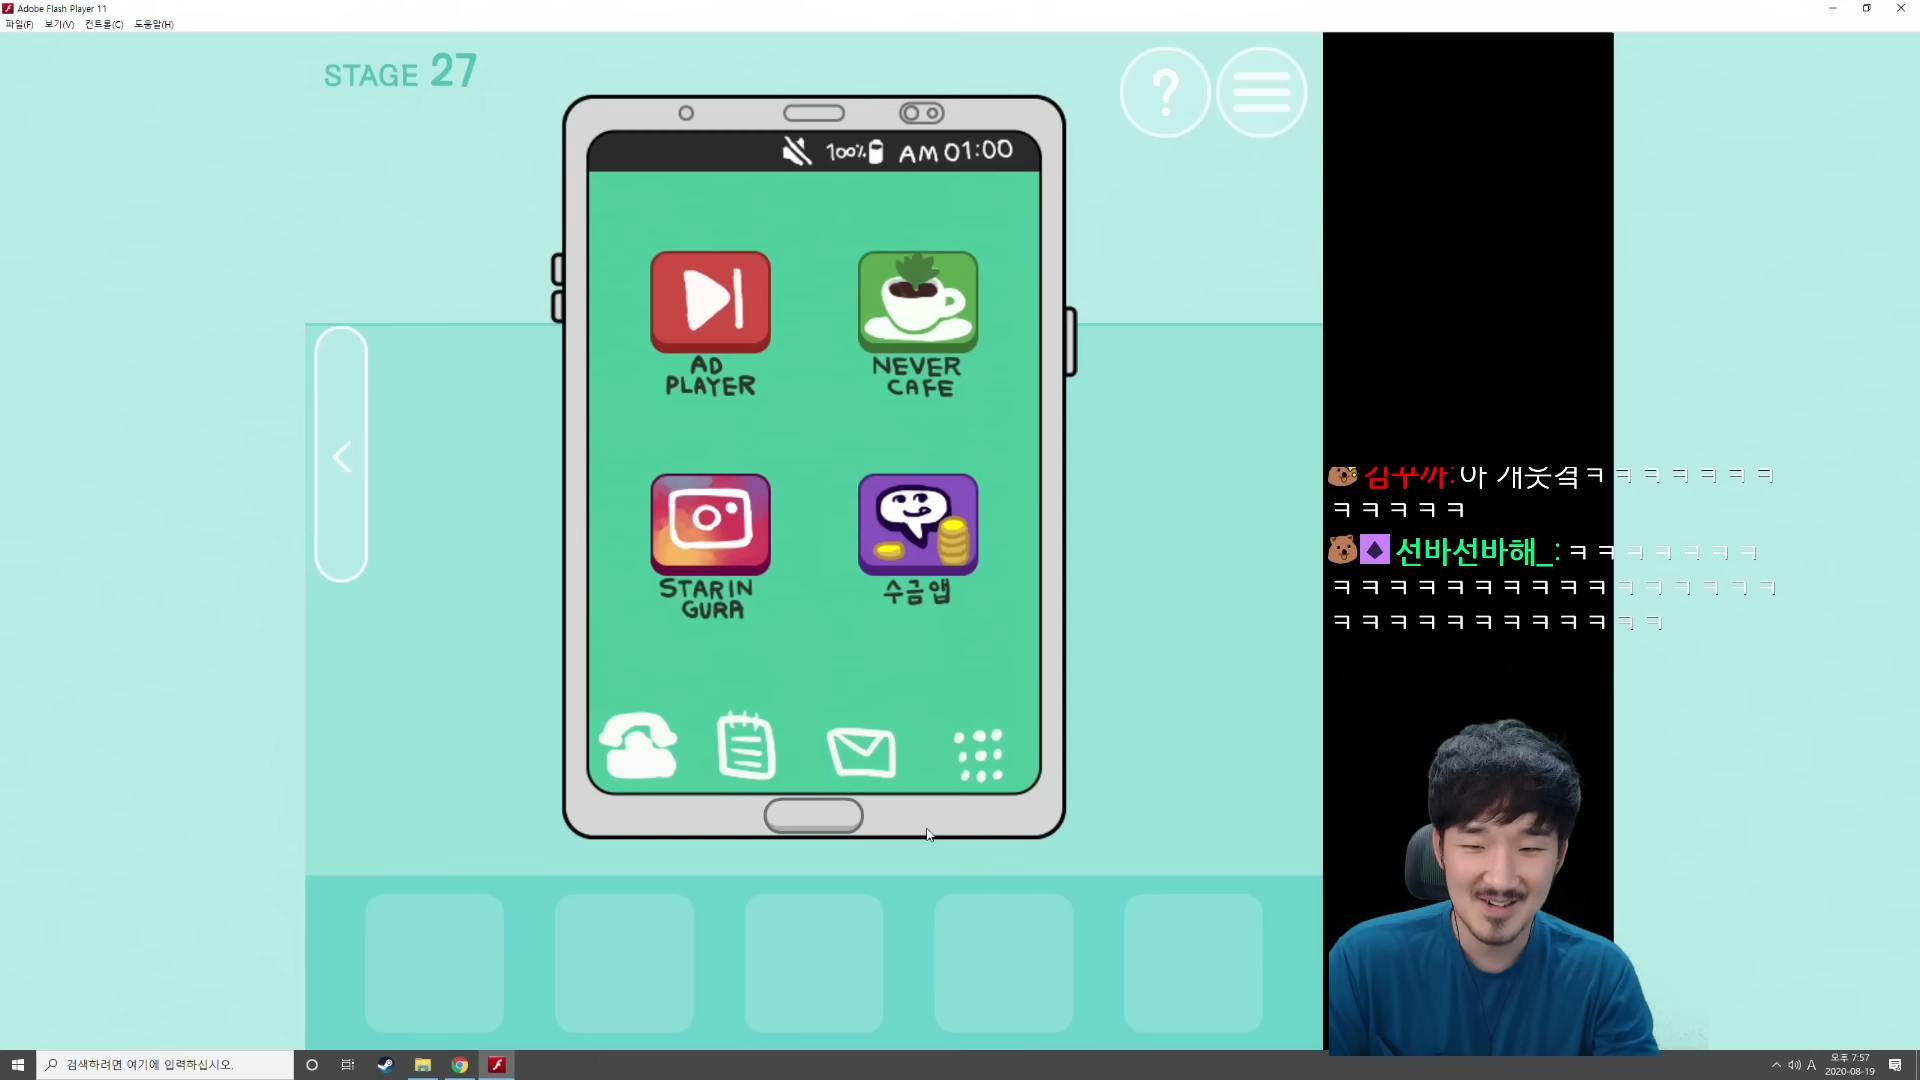 Adobe Flash Player 11
파일(F) 보기(V) 컨트롤(C) 도움말(H)
STAGE 27
?
100% AM 01:00
AD
PLAYER
NEVER
CAFE
STARIN
GURA
수금앱
김꾸까: 아 개웃겨ㅋㅋㅋㅋㅋㅋㅋ
ㅋㅋㅋㅋㅋ
선바선바해_: ㅋㅋㅋㅋㅋㅋㅋ
ㅋㅋㅋㅋㅋㅋㅋㅋㅋㅋㅋㅋㅋㅋㅋㅋ
ㅋㅋㅋㅋㅋㅋㅋㅋㅋㅋㅋㅋ
검색하려면 여기에 입력하십시오.
A
오후 7:57
2020-08-19